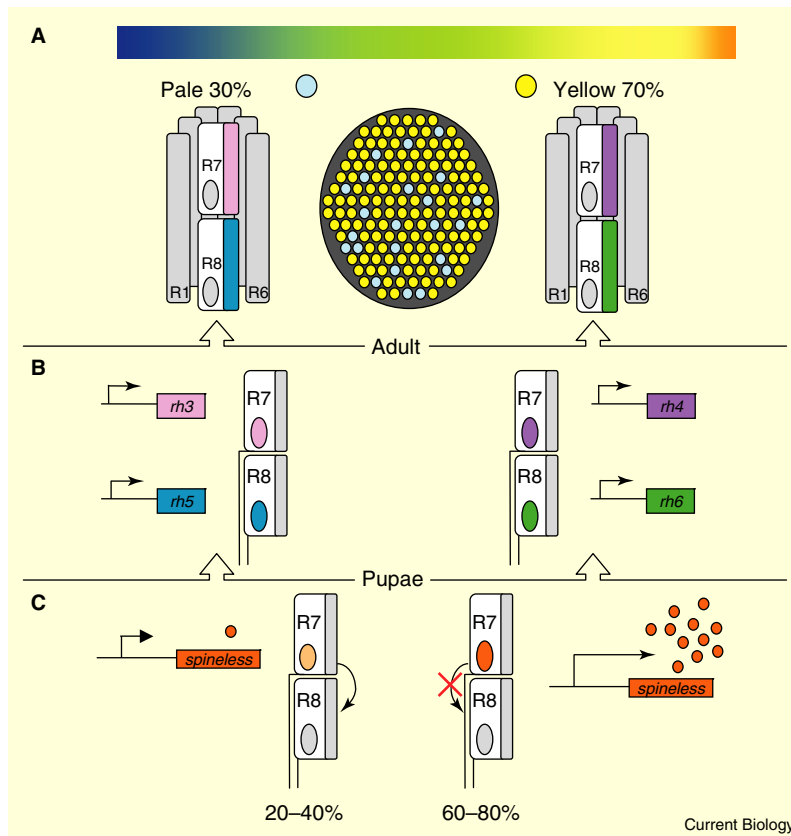 A
Pale 30%
Yellow 70%
R7
R8
R1
R6
R7
R8
R1
R6
Adult
B
rh3
R7
R7
rh4
rh5
R8
R8
rh6
Pupae
C
spineless
R7
R8
R7
R8
spineless
20–40%
60–80%
Current Biology